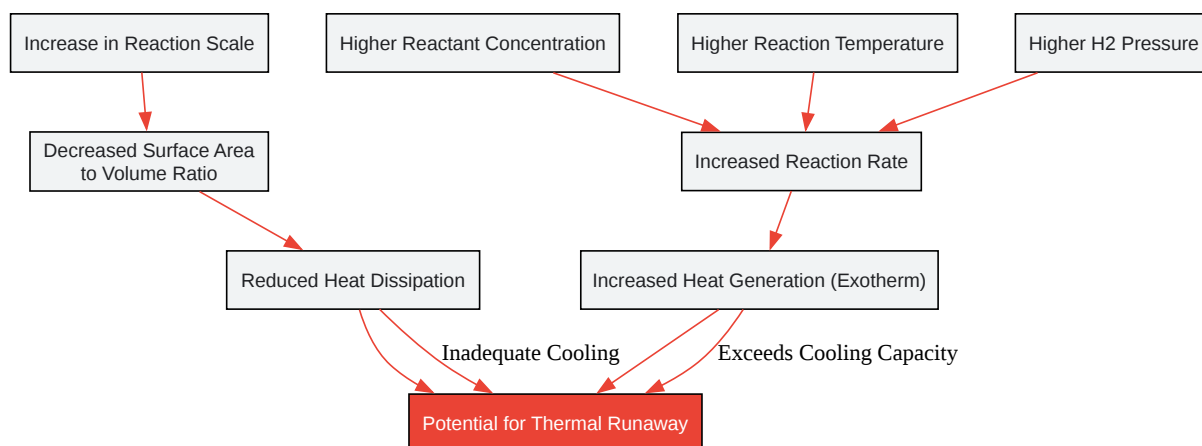 Increase in Reaction Scale
Higher Reactant Concentration
Higher Reaction Temperature
Higher H2 Pressure
Decreased Surface Area
to Volume Ratio
Increased Reaction Rate
Reduced Heat Dissipation
Increased Heat Generation (Exotherm)
Inadequate Cooling
Exceeds Cooling Capacity
Potential for Thermal Runaway